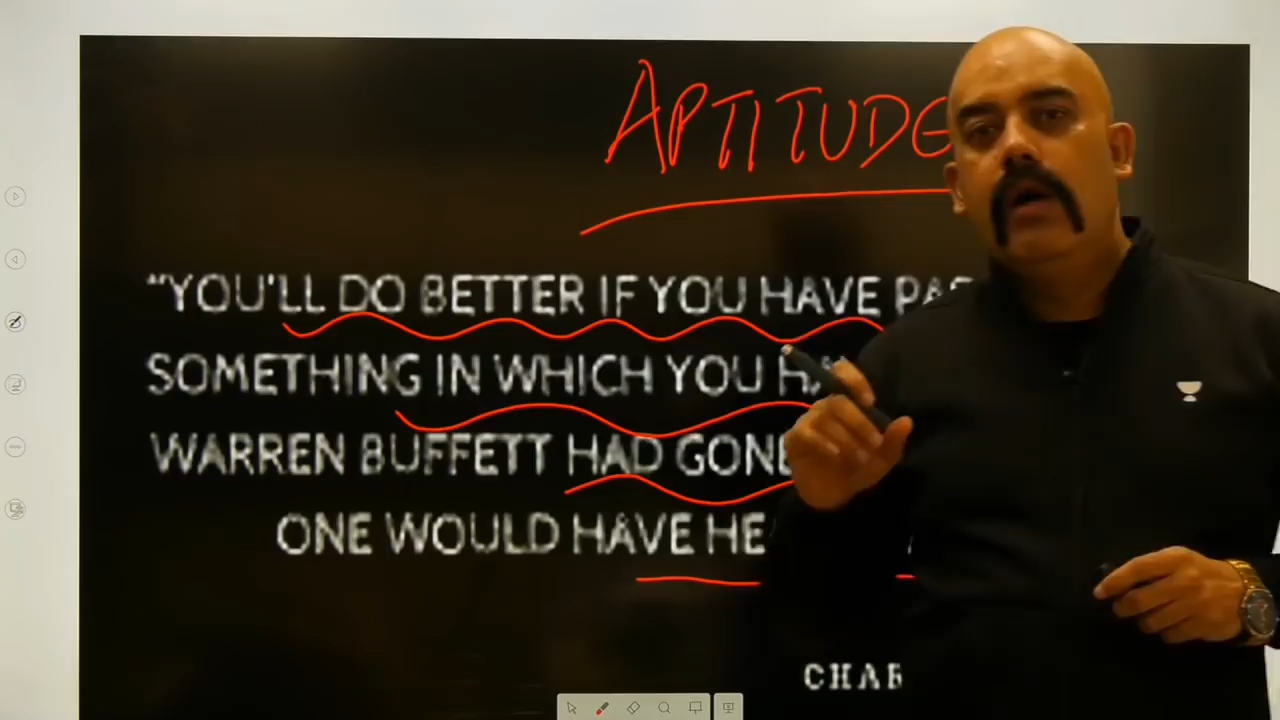 APTITUDE
“YOU'LL DO BETTER IF YOU HAVE PAS
SOMETHING IN WHICH YOU HA
WARREN BUFFETT HAD GONE
ONE WOULD HAVE HEA
CHAR